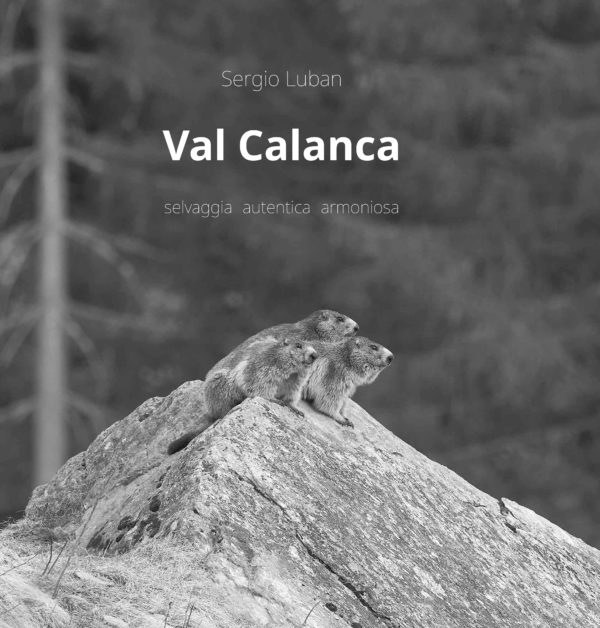 Sergio Luban
Val Calanca
selvaggia autentica armoniosa